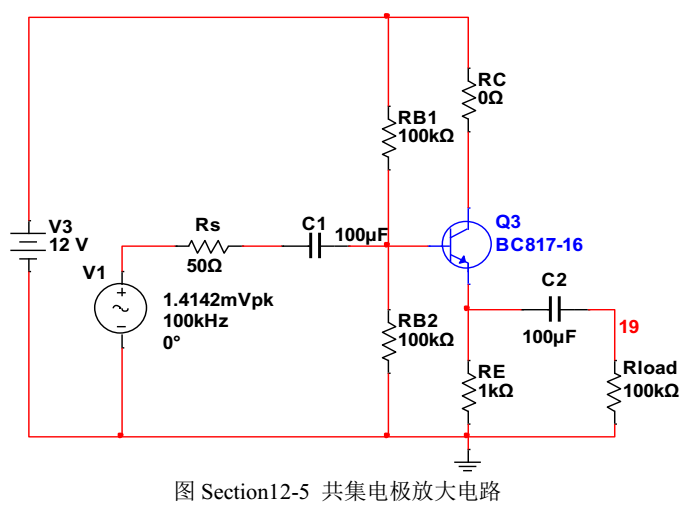 RC
0Ω
RB1
100kΩ
V3
12 V
Rs
50Ω
C1
100µF
Q3
BC817-16
V1
1.4142mVpk
100kHz
0°
RB2
100kΩ
C2
100µF
19
RE
1kΩ
Rload
100kΩ
图 Section12-5 共集电极放大电路